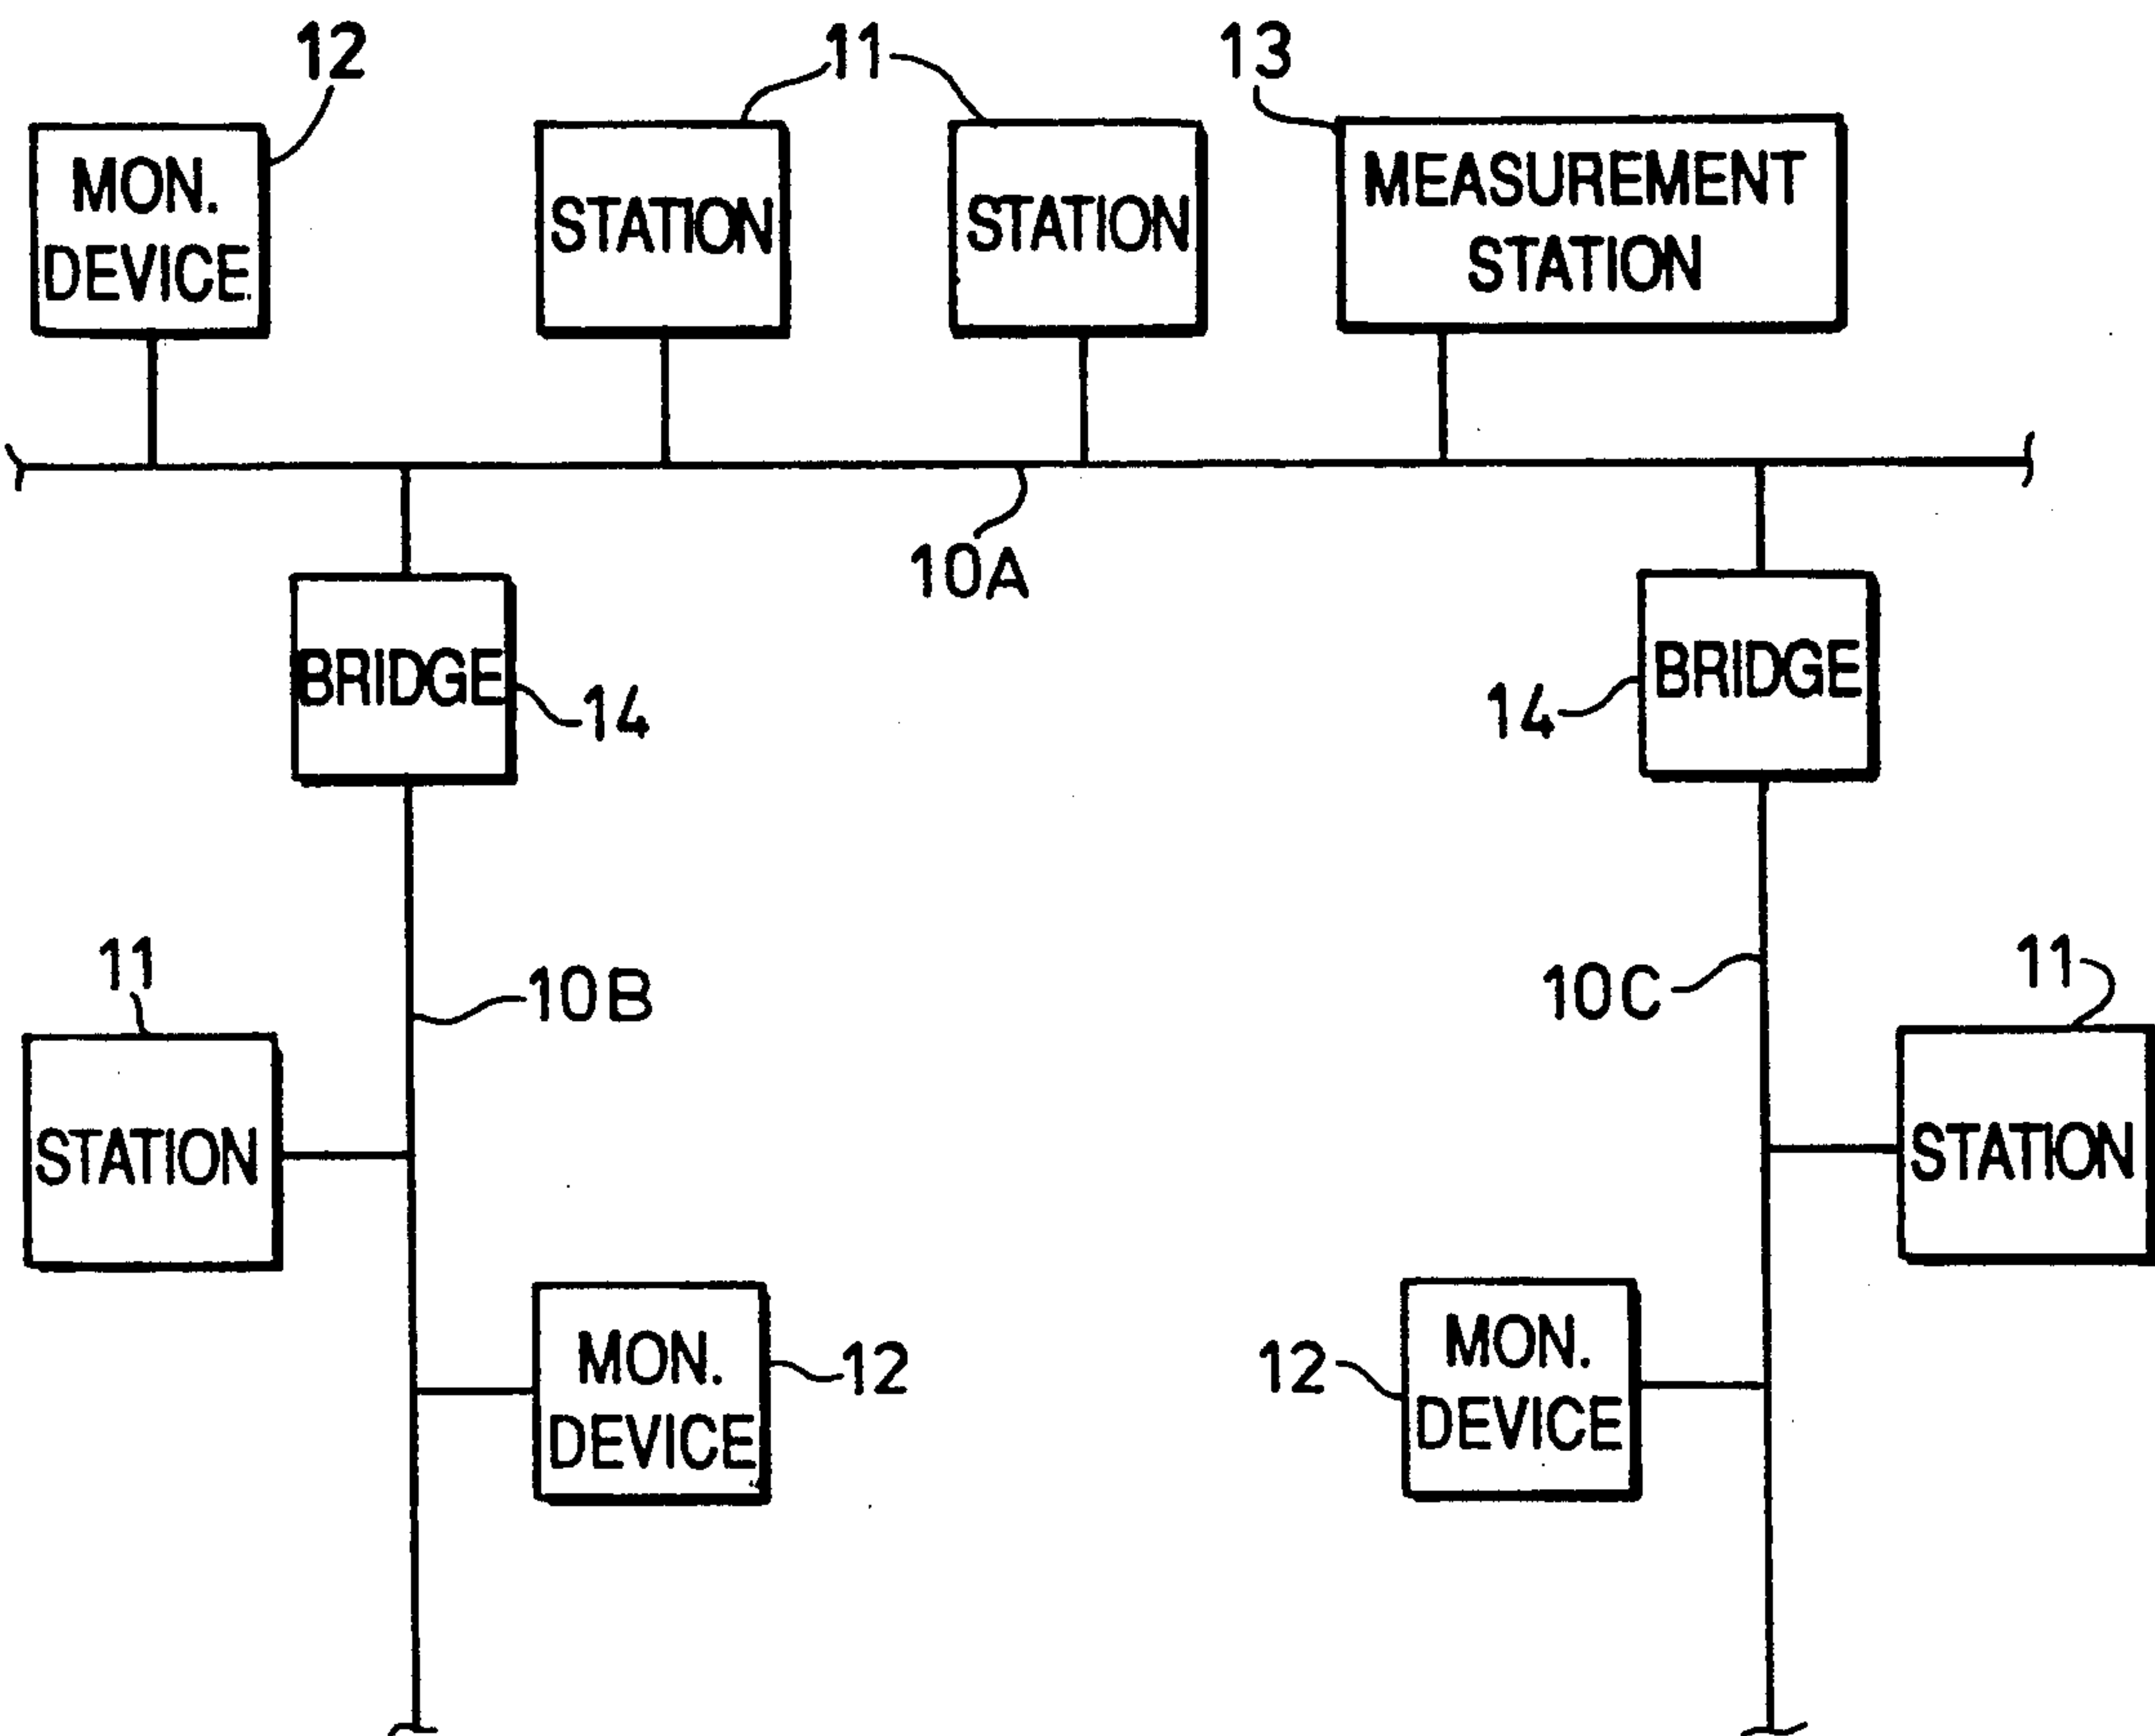 12
11
13
MON.
DEVICE
STATION
STATION
MEASUREMENT
STATION
10A
BRIDGE
14
14
BRIDGE
11
10B
10C
11
STATION
STATION
MON.
DEVICE
12
12
MON.
DEVICE